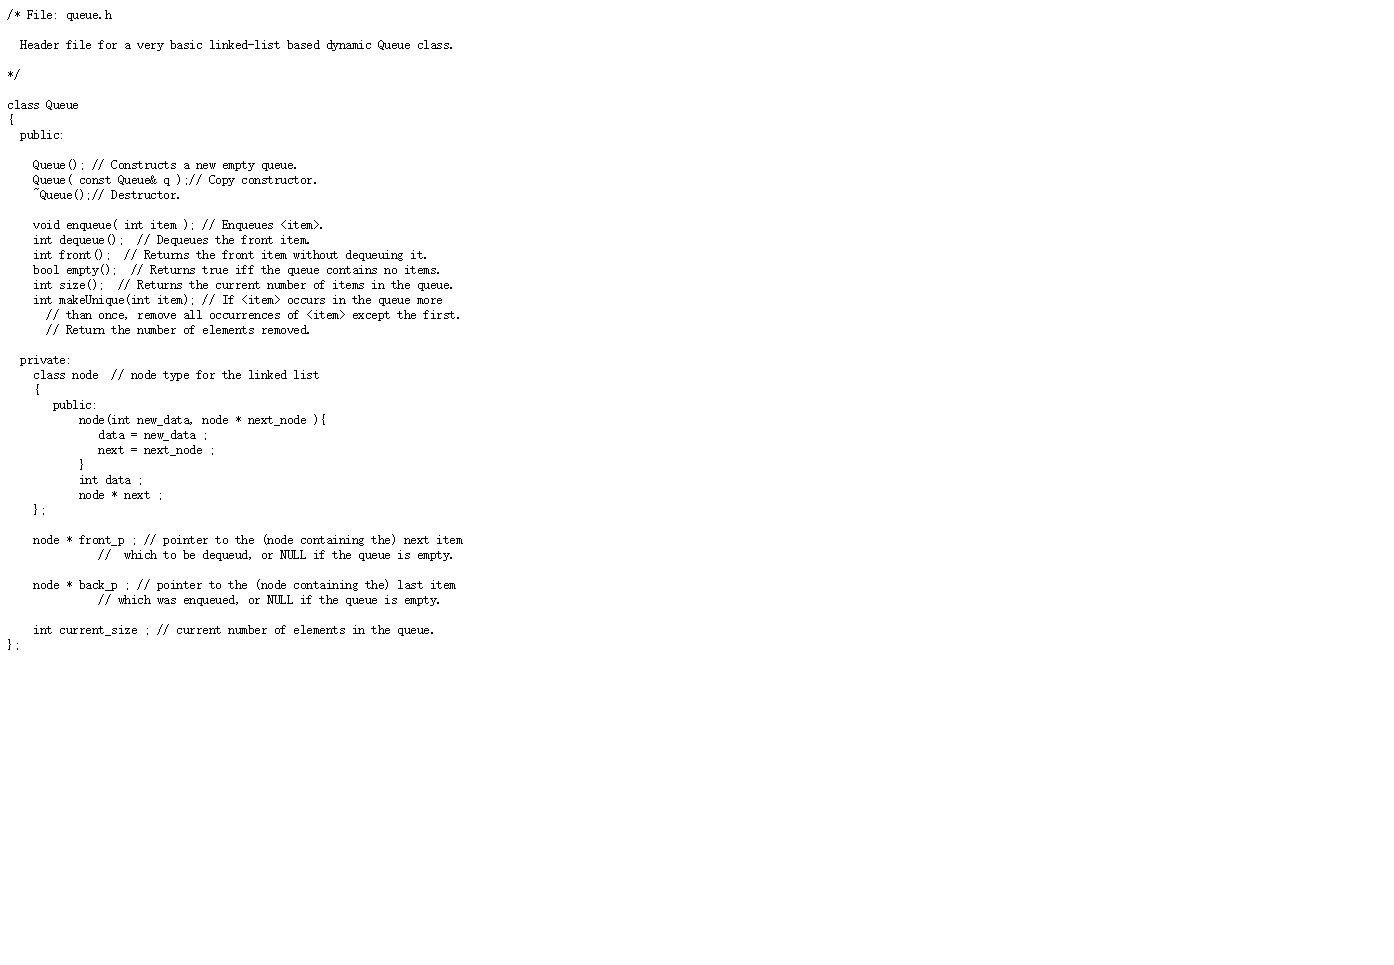 /* File: queue.h
Header file for a very basic linked-list based dynamic Queue class.
*/
class Queue
{
public:
Queue(); // Constructs a new empty queue.
Queue( const Queue& q );// Copy constructor.
~Queue();// Destructor.
void enqueue( int item ); // Enqueues <item>.
int dequeue();  // Dequeues the front item.
int front();  // Returns the front item without dequeuing it.
bool empty();  // Returns true iff the queue contains no items.
int size();  // Returns the current number of items in the queue.
int makeUnique(int item); // If <item> occurs in the queue more
// than once, remove all occurrences of <item> except the first.
// Return the number of elements removed.
private:
class node  // node type for the linked list
{
public:
node(int new_data, node * next_node ){
data = new_data ;
next = next_node ;
}
int data ;
node * next ;
};
node * front_p ; // pointer to the (node containing the) next item
//  which to be dequeud, or NULL if the queue is empty.
node * back_p ; // pointer to the (node containing the) last item
// which was enqueued, or NULL if the queue is empty.
int current_size ; // current number of elements in the queue.
};